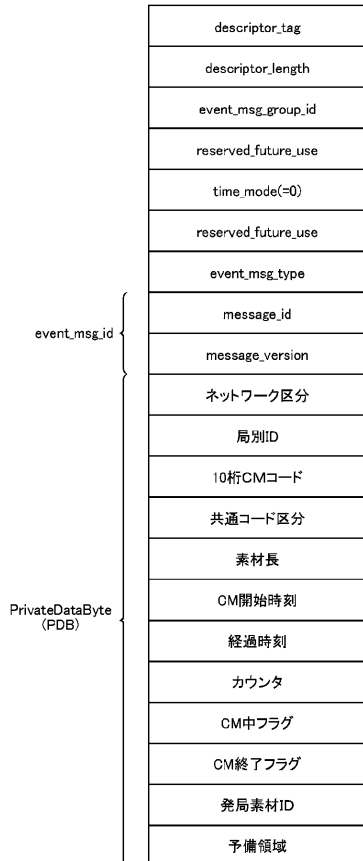 descriptor_tag
descriptor_length
event_msg_group_id
reserved_future_use
time_mode(=0)
reserved_future_use
event_msg_type
event_msg_id
message_id
message_version
PrivateDataByte
(PDB)
ネットワーク区分
局別ID
10桁CMコード
共通コード区分
素材長
CM開始時刻
経過時刻
カウンタ
CM中フラグ
CM終了フラグ
発局素材ID
予備領域